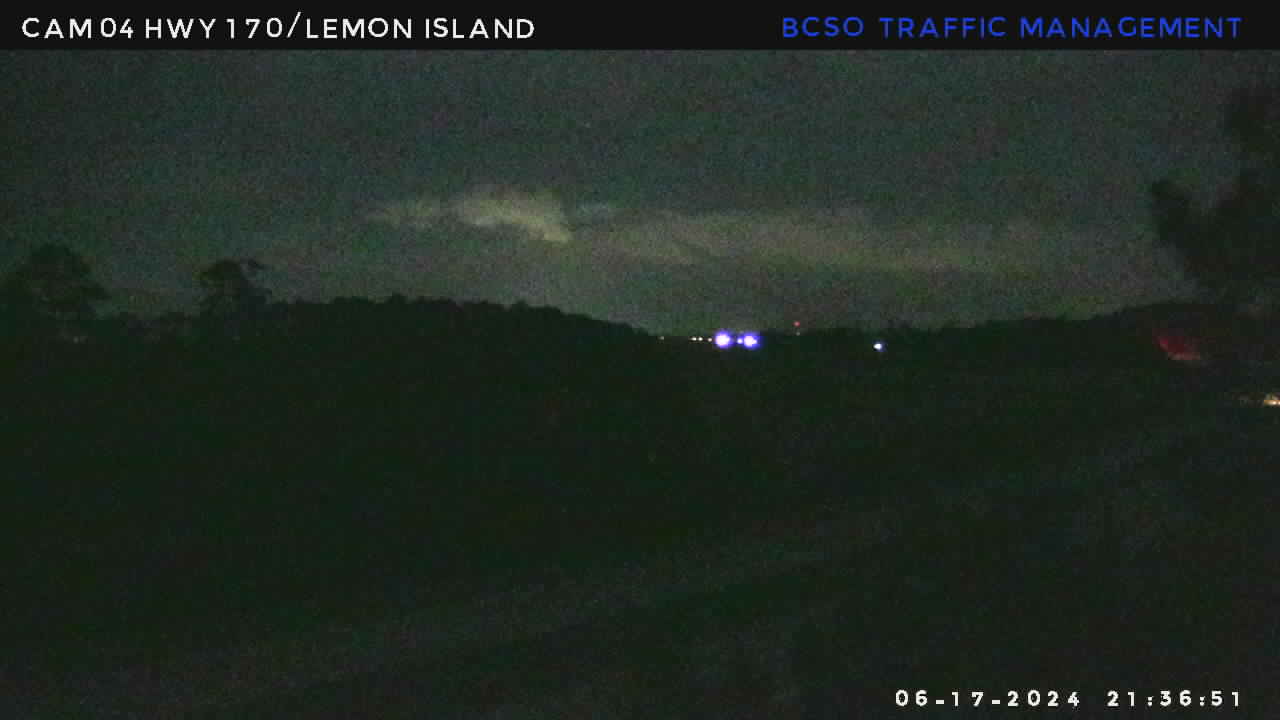 CAM04 HWY 170/LEMON ISLAND
BCSO TRAFFIC MANAGEMENT
06-17-2024 21:36:51